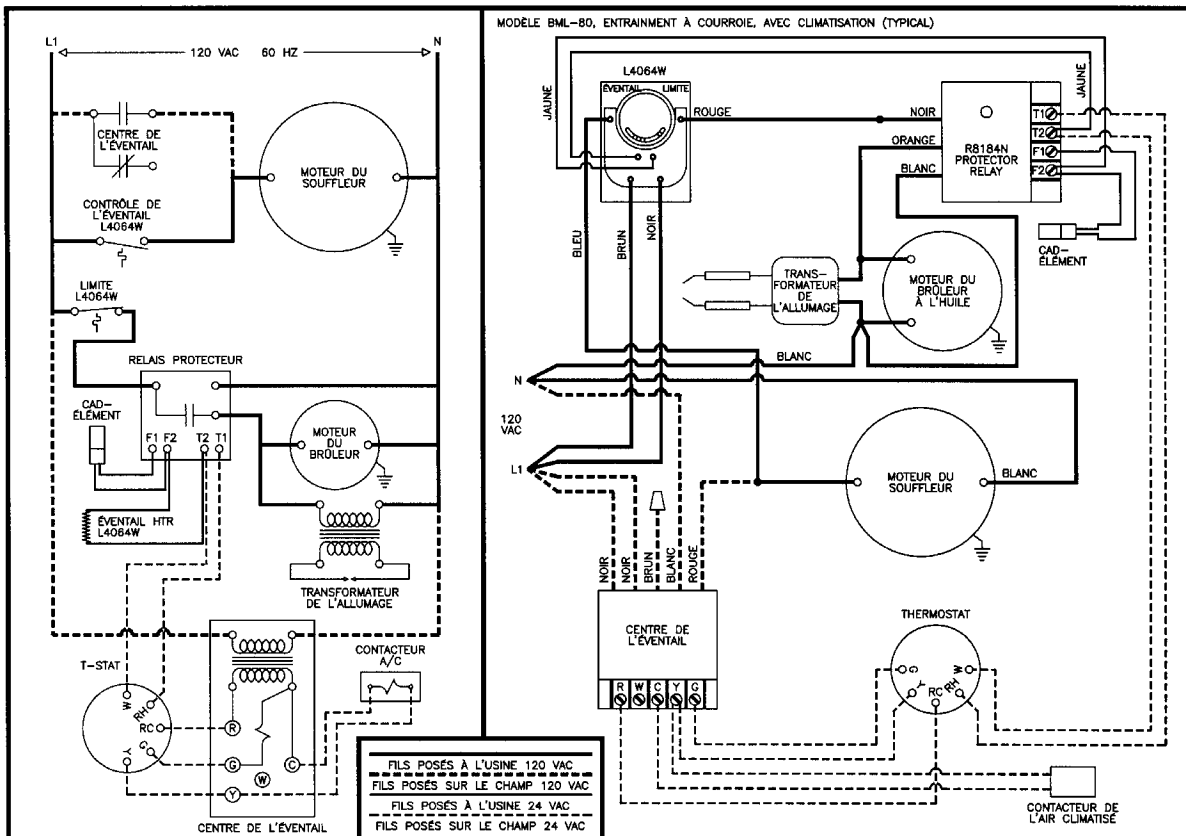 L1
N
120 VAC 60 HZ
CENTRE DE
L'ÉVENTAIL
MOTEUR DU
SOUFFLEUR
CONTRÔLE DE
L'ÉVENTAIL
L4064W
LIMITE
L4064W
RELAIS PROTECTEUR
CAD-
ÉLÉMENT
F1 F2 T2 T1
MOTEUR
DU
BRÛLEUR
ÉVENTAIL HTR
L4064W
TRANSFORMATEUR
DE L'ALLUMAGE
T-STAT
W
RH
RC
G
Y
R
G
W
C
Y
CONTACTEUR
A/C
CENTRE DE L'ÉVENTAIL
FILS POSÉS À L'USINE 120 VAC
FILS POSÉS SUR LE CHAMP 120 VAC
FILS POSÉS À L'USINE 24 VAC
FILS POSÉS SUR LE CHAMP 24 VAC
MODÈLE BML-80, ENTRAINMENT À COURROIE, AVEC CLIMATISATION (TYPICAL)
L4064W
ÉVENTAIL LIMITE
JAUNE
ROUGE
NOIR
ORANGE
BLANC
R8184N
PROTECTOR
RELAY
JAUNE
T1
T2
F1
F2
CAD-
ÉLÉMENT
BLEU
BRUN
NOIR
TRANS-
FORMATEUR
DE
L'ALLUMAGE
MOTEUR DU
BRÛLEUR
À L'HUILE
BLANC
N
120
VAC
L1
MOTEUR DU
SOUFFLEUR
BLANC
NOIR
NOIR
BRUN
BLANC
ROUGE
CENTRE DE
L'ÉVENTAIL
R W C Y G
THERMOSTAT
G
Y
RC
RH
W
CONTACTEUR DE
L'AIR CLIMATISÉ